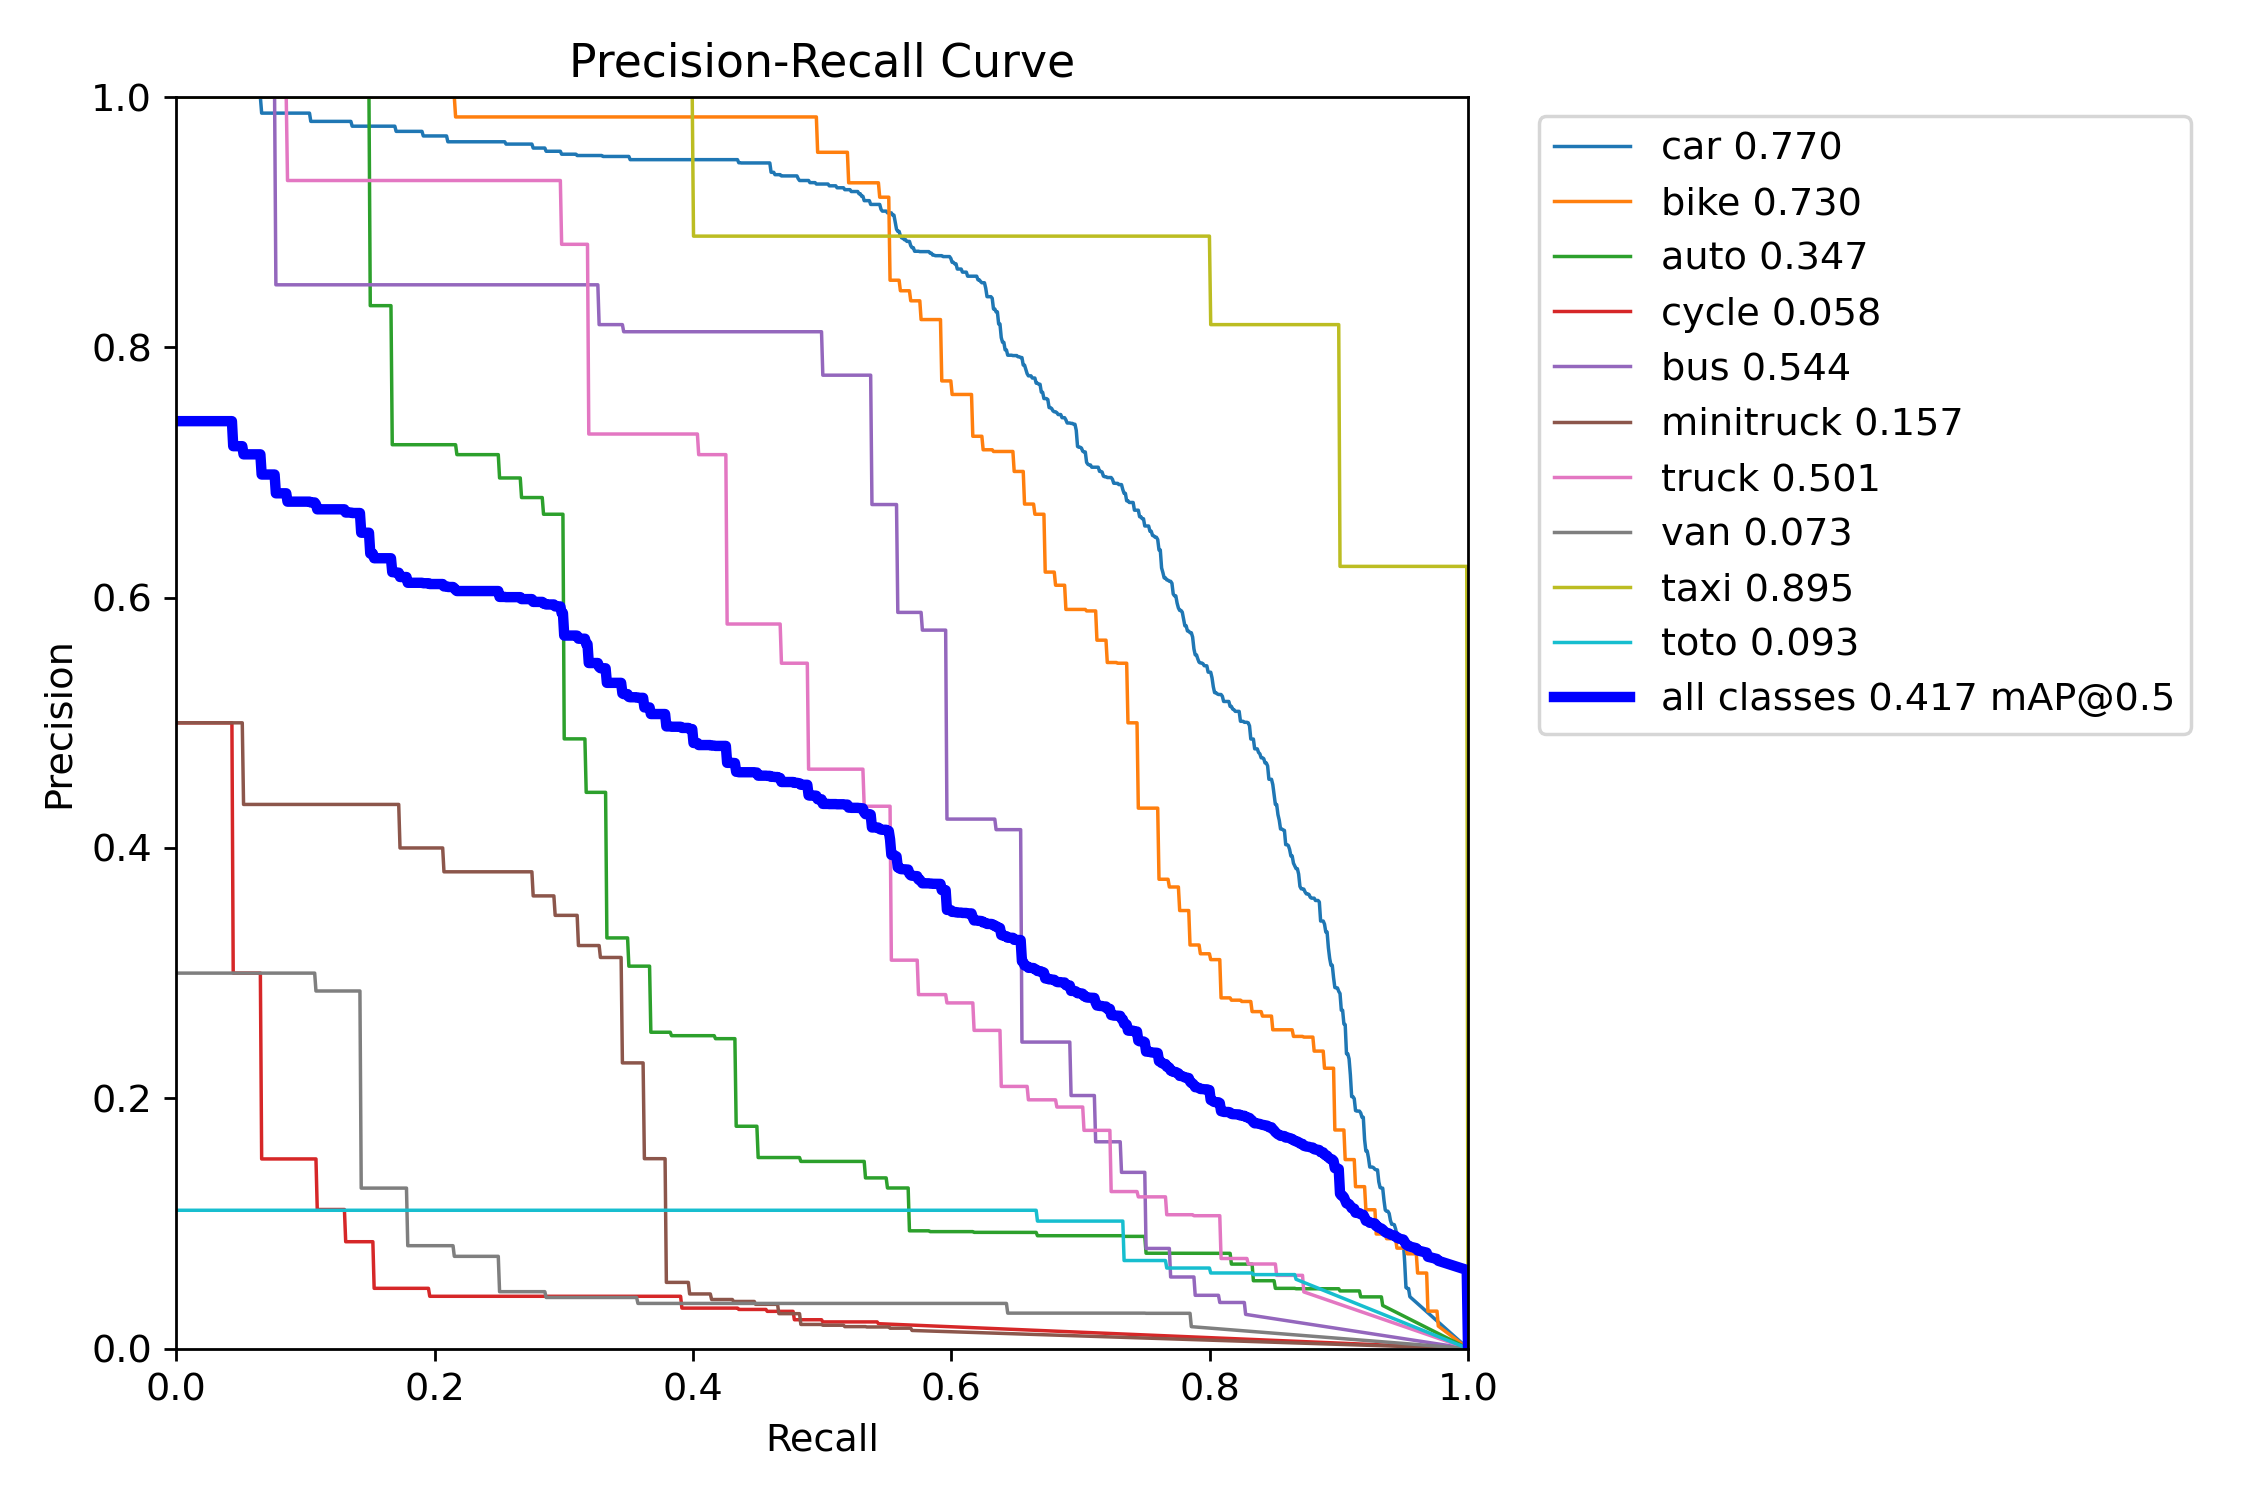 Precision-Recall Curve
1.0
0.8
0.6
0.4
0.2
0.0
Precision
0.0 0.2 0.4 0.6 0.8 1.0
Recall
car 0.770
bike 0.730
auto 0.347
cycle 0.058
bus 0.544
minitruck 0.157
truck 0.501
van 0.073
taxi 0.895
toto 0.093
all classes 0.417 mAP@0.5